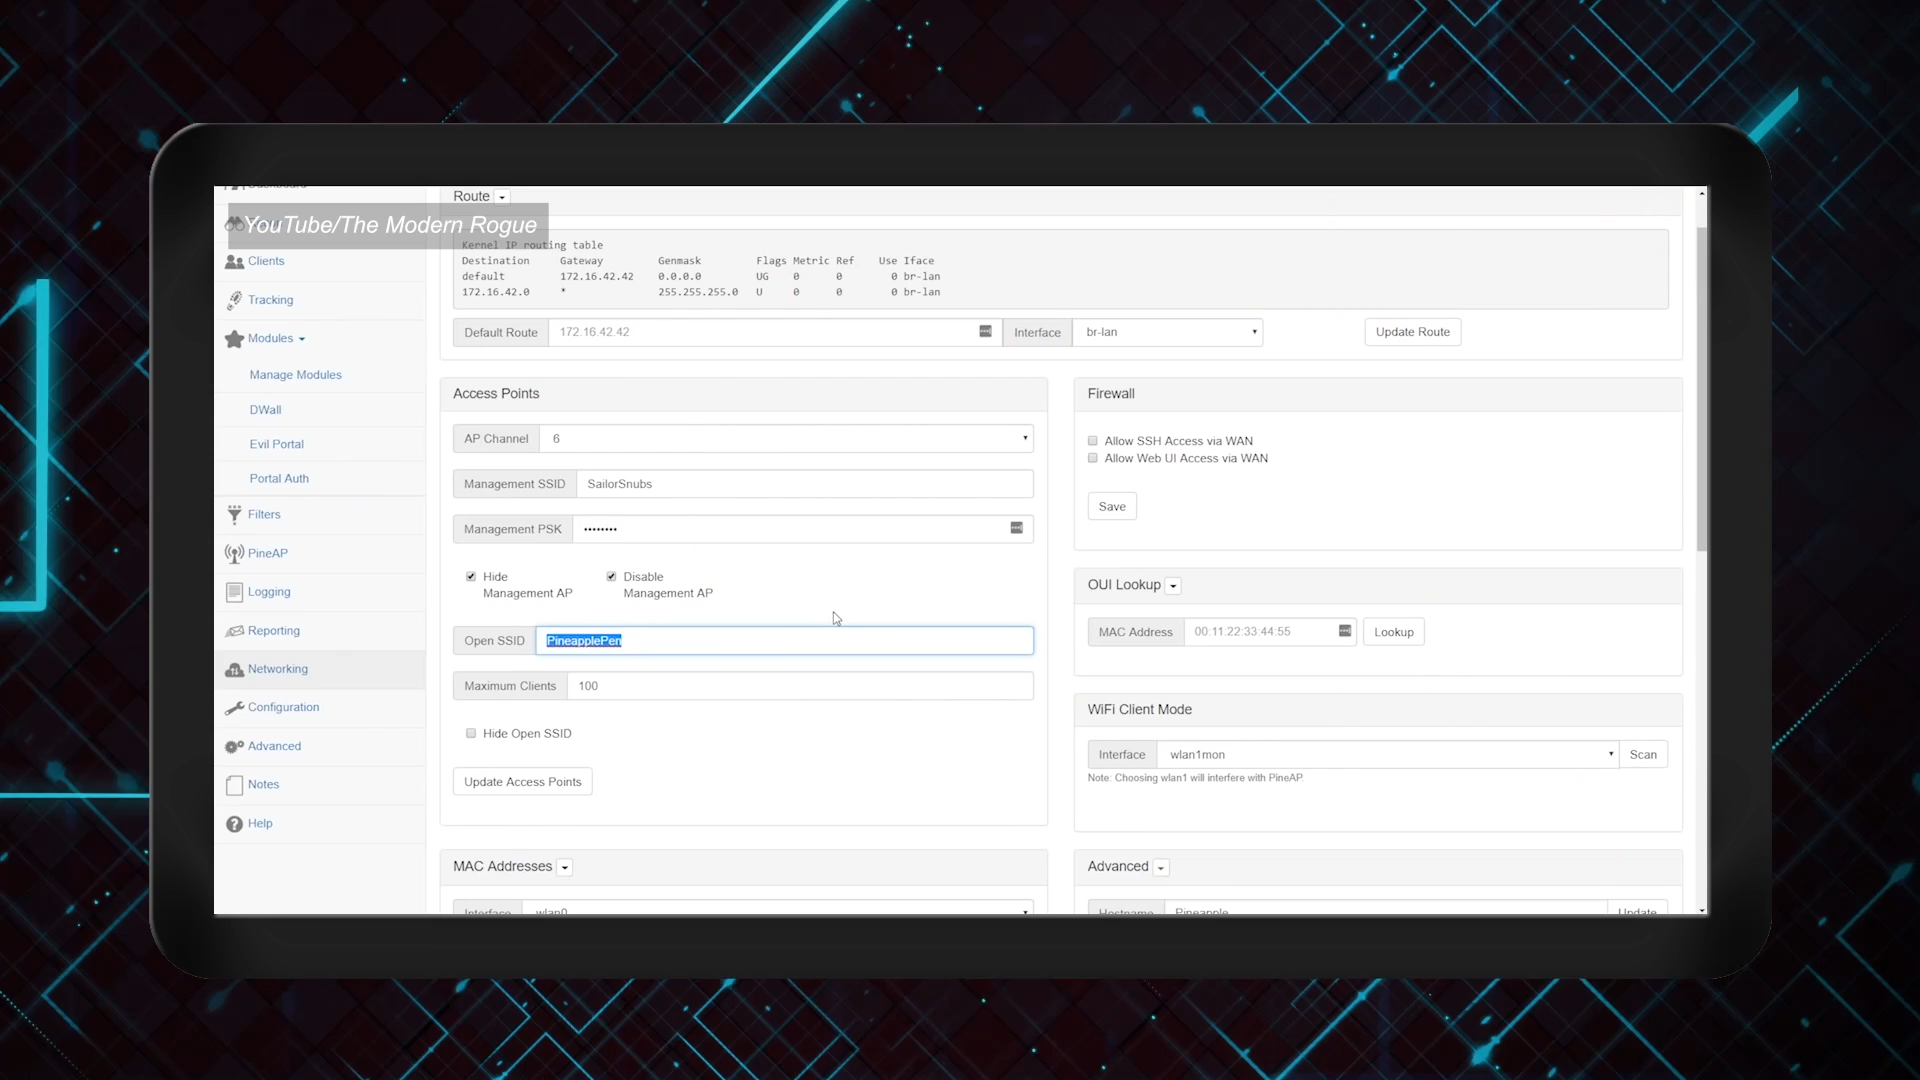 Dashboard
Route
YouTube/The Modern Rogue
Kernel IP routing table
Destination Gateway Genmask Flags Metric Ref Use Iface
default 172.16.42.42 0.0.0.0 UG 0 0 0 br-lan
172.16.42.0 * 255.255.255.0 U 0 0 0 br-lan
Default Route 172.16.42.42 Interface br-lan Update Route
Clients
Tracking
Modules
Manage Modules
DWall
Evil Portal
Portal Auth
Filters
PineAP
Logging
Reporting
Networking
Configuration
Advanced
Notes
Help
Access Points
AP Channel 6
Management SSID SailorSnubs
Management PSK ••••••••
Hide Management AP
Disable Management AP
Open SSID PineapplePen
Maximum Clients 100
Hide Open SSID
Update Access Points
Firewall
Allow SSH Access via WAN
Allow Web UI Access via WAN
Save
OUI Lookup
MAC Address 00:11:22:33:44:55 Lookup
WiFi Client Mode
Interface wlan1mon Scan
Note: Choosing wlan1 will interfere with PineAP.
MAC Addresses
Interface wlan0
Advanced
Hostname Pineapple Update